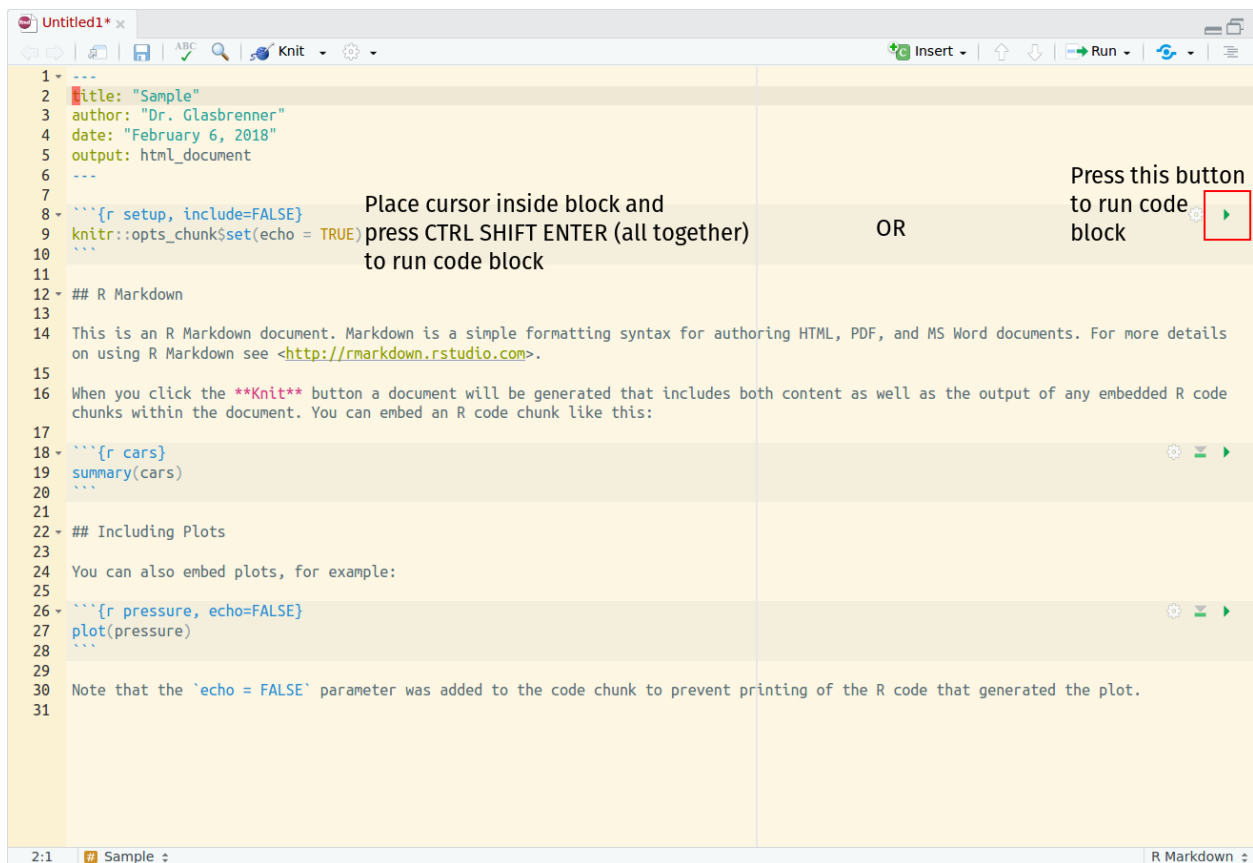 Untitled1*
ABC Knit Insert Run
1 ---
2 title: "Sample"
3 author: "Dr. Glasbrenner"
4 date: "February 6, 2018"
5 output: html_document
6 ---
7
8 ```{r setup, include=FALSE}
9 knitr::opts_chunk$set(echo = TRUE)
10 ```
Place cursor inside block and
press CTRL SHIFT ENTER (all together)
to run code block
OR
Press this button
to run code
block
11
12 ## R Markdown
13
14 This is an R Markdown document. Markdown is a simple formatting syntax for authoring HTML, PDF, and MS Word documents. For more details
on using R Markdown see <http://rmarkdown.rstudio.com>.
15
16 When you click the **Knit** button a document will be generated that includes both content as well as the output of any embedded R code
chunks within the document. You can embed an R code chunk like this:
17
18 ```{r cars}
19 summary(cars)
20 ```
21
22 ## Including Plots
23
24 You can also embed plots, for example:
25
26 ```{r pressure, echo=FALSE}
27 plot(pressure)
28 ```
29
30 Note that the `echo = FALSE` parameter was added to the code chunk to prevent printing of the R code that generated the plot.
31
2:1 # Sample R Markdown